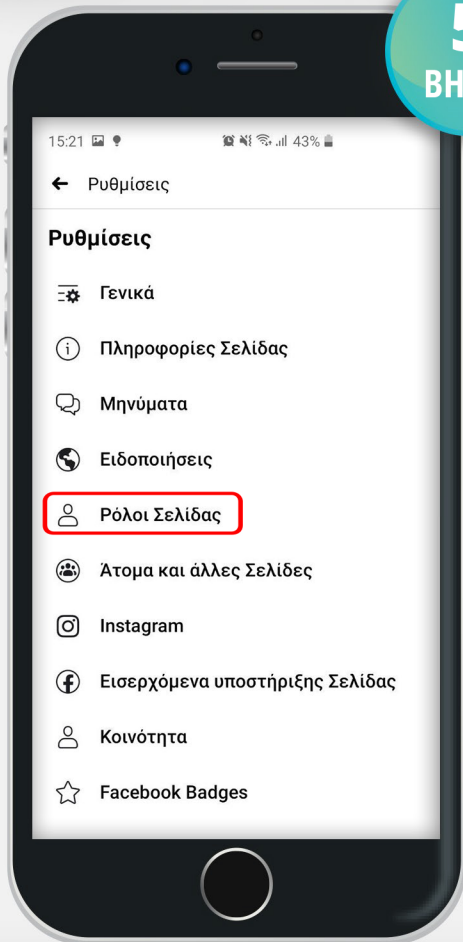 5
15:21 43%
Ρυθμίσεις
Ρυθμίσεις
Γενικά
Πληροφορίες Σελίδας
Μηνύματα
Ειδοποιήσεις
Ρόλοι Σελίδας
Άτομα και άλλες Σελίδες
Instagram
Εισερχόμενα υποστήριξης Σελίδας
Κοινότητα
Facebook Badges